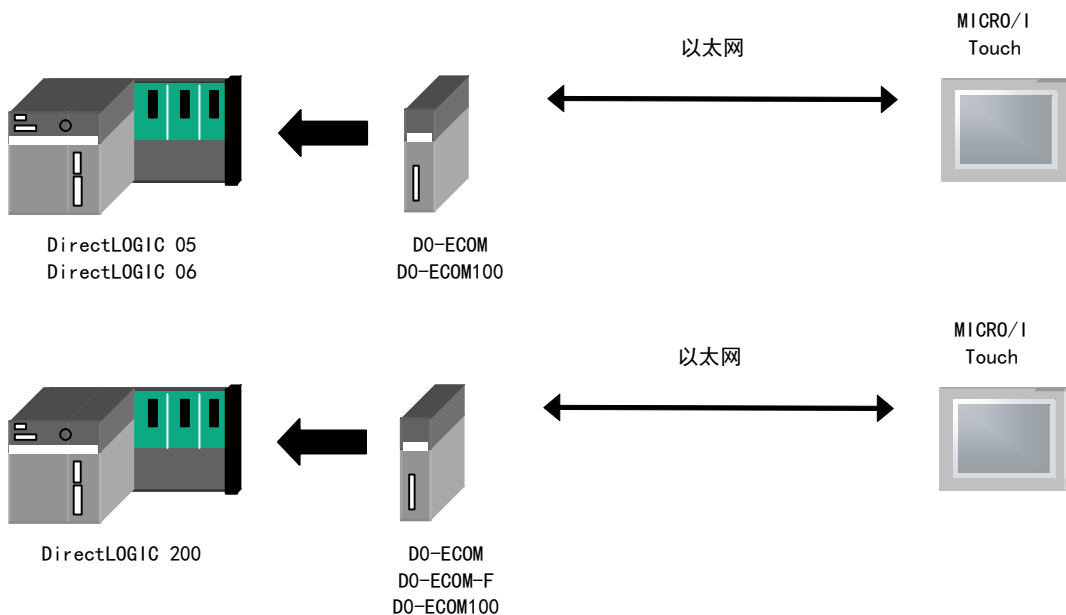 MICRO/I
Touch
以太网
DirectLOGIC 05
DirectLOGIC 06
D0-ECOM
D0-ECOM100
MICRO/I
Touch
以太网
DirectLOGIC 200
D0-ECOM
D0-ECOM-F
D0-ECOM100